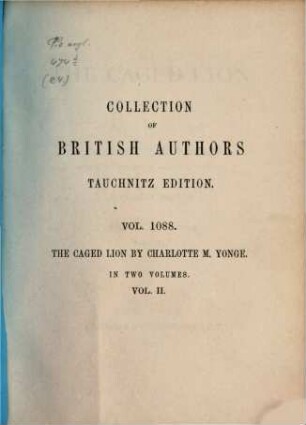 COLLECTION
OF
BRITISH AUTHORS
TAUCHNITZ EDITION.
VOL. 1088.
THE CAGED LION BY CHARLOTTE M. YONGE.
IN TWO VOLUMES.
VOL. II.